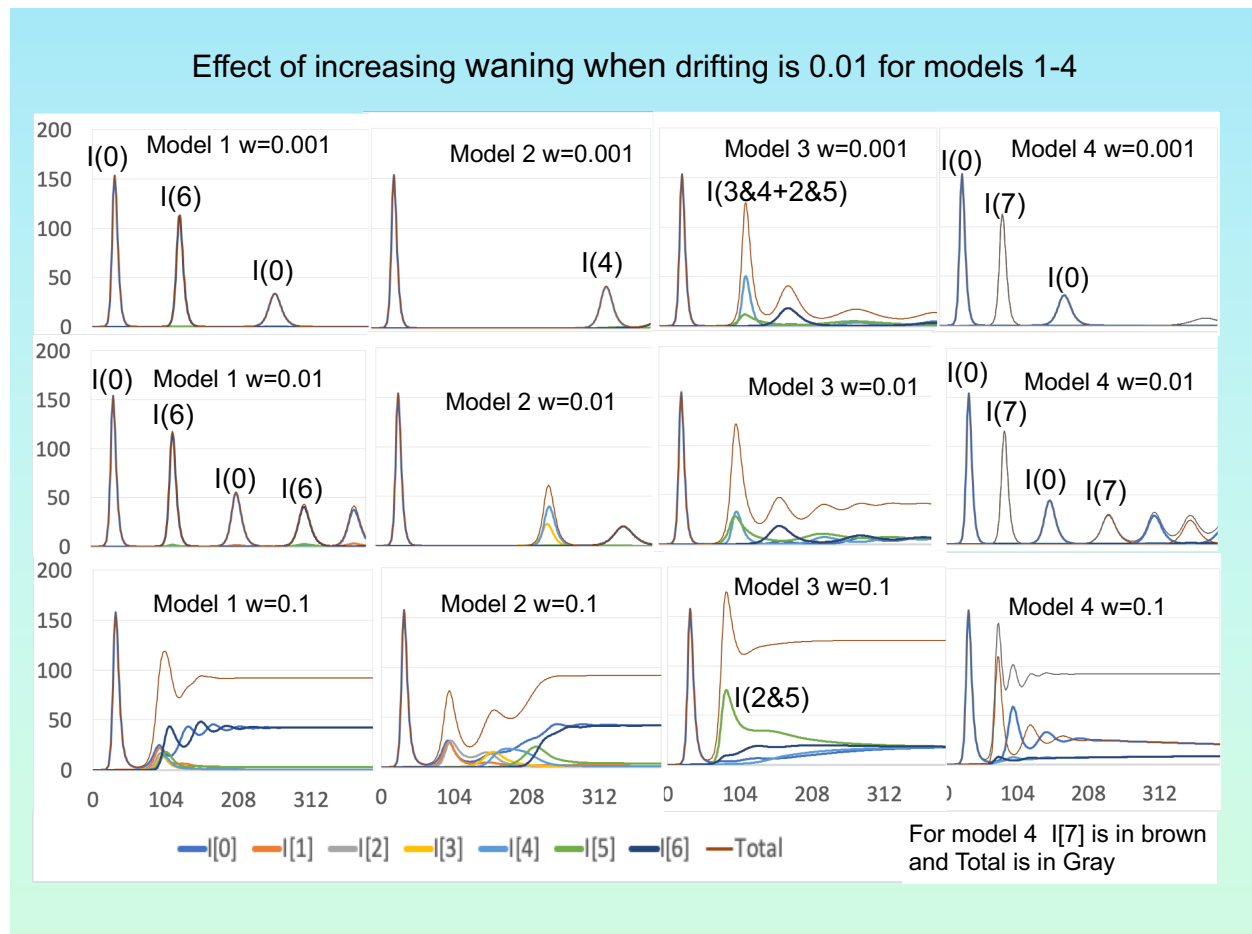 Effect of increasing waning when drifting is 0.01 for models 1-4
200
150
100
50
0
Model 1 w=0.001
I(0)
I(6)
I(0)
Model 2 w=0.001
I(4)
Model 3 w=0.001
I(3&4+2&5)
Model 4 w=0.001
I(0)
I(7)
I(0)
200
150
100
50
0
Model 1 w=0.01
I(0)
I(6)
I(0)
I(6)
Model 2 w=0.01
Model 3 w=0.01
Model 4 w=0.01
I(0)
I(7)
I(0)
I(7)
200
150
100
50
0
Model 1 w=0.1
Model 2 w=0.1
Model 3 w=0.1
I(2&5)
Model 4 w=0.1
0 104 208 312
0 104 208 312
0 104 208 312
0 104 208 312
I[0] I[1] I[2] I[3] I[4] I[5] I[6] Total
For model 4 I[7] is in brown
and Total is in Gray